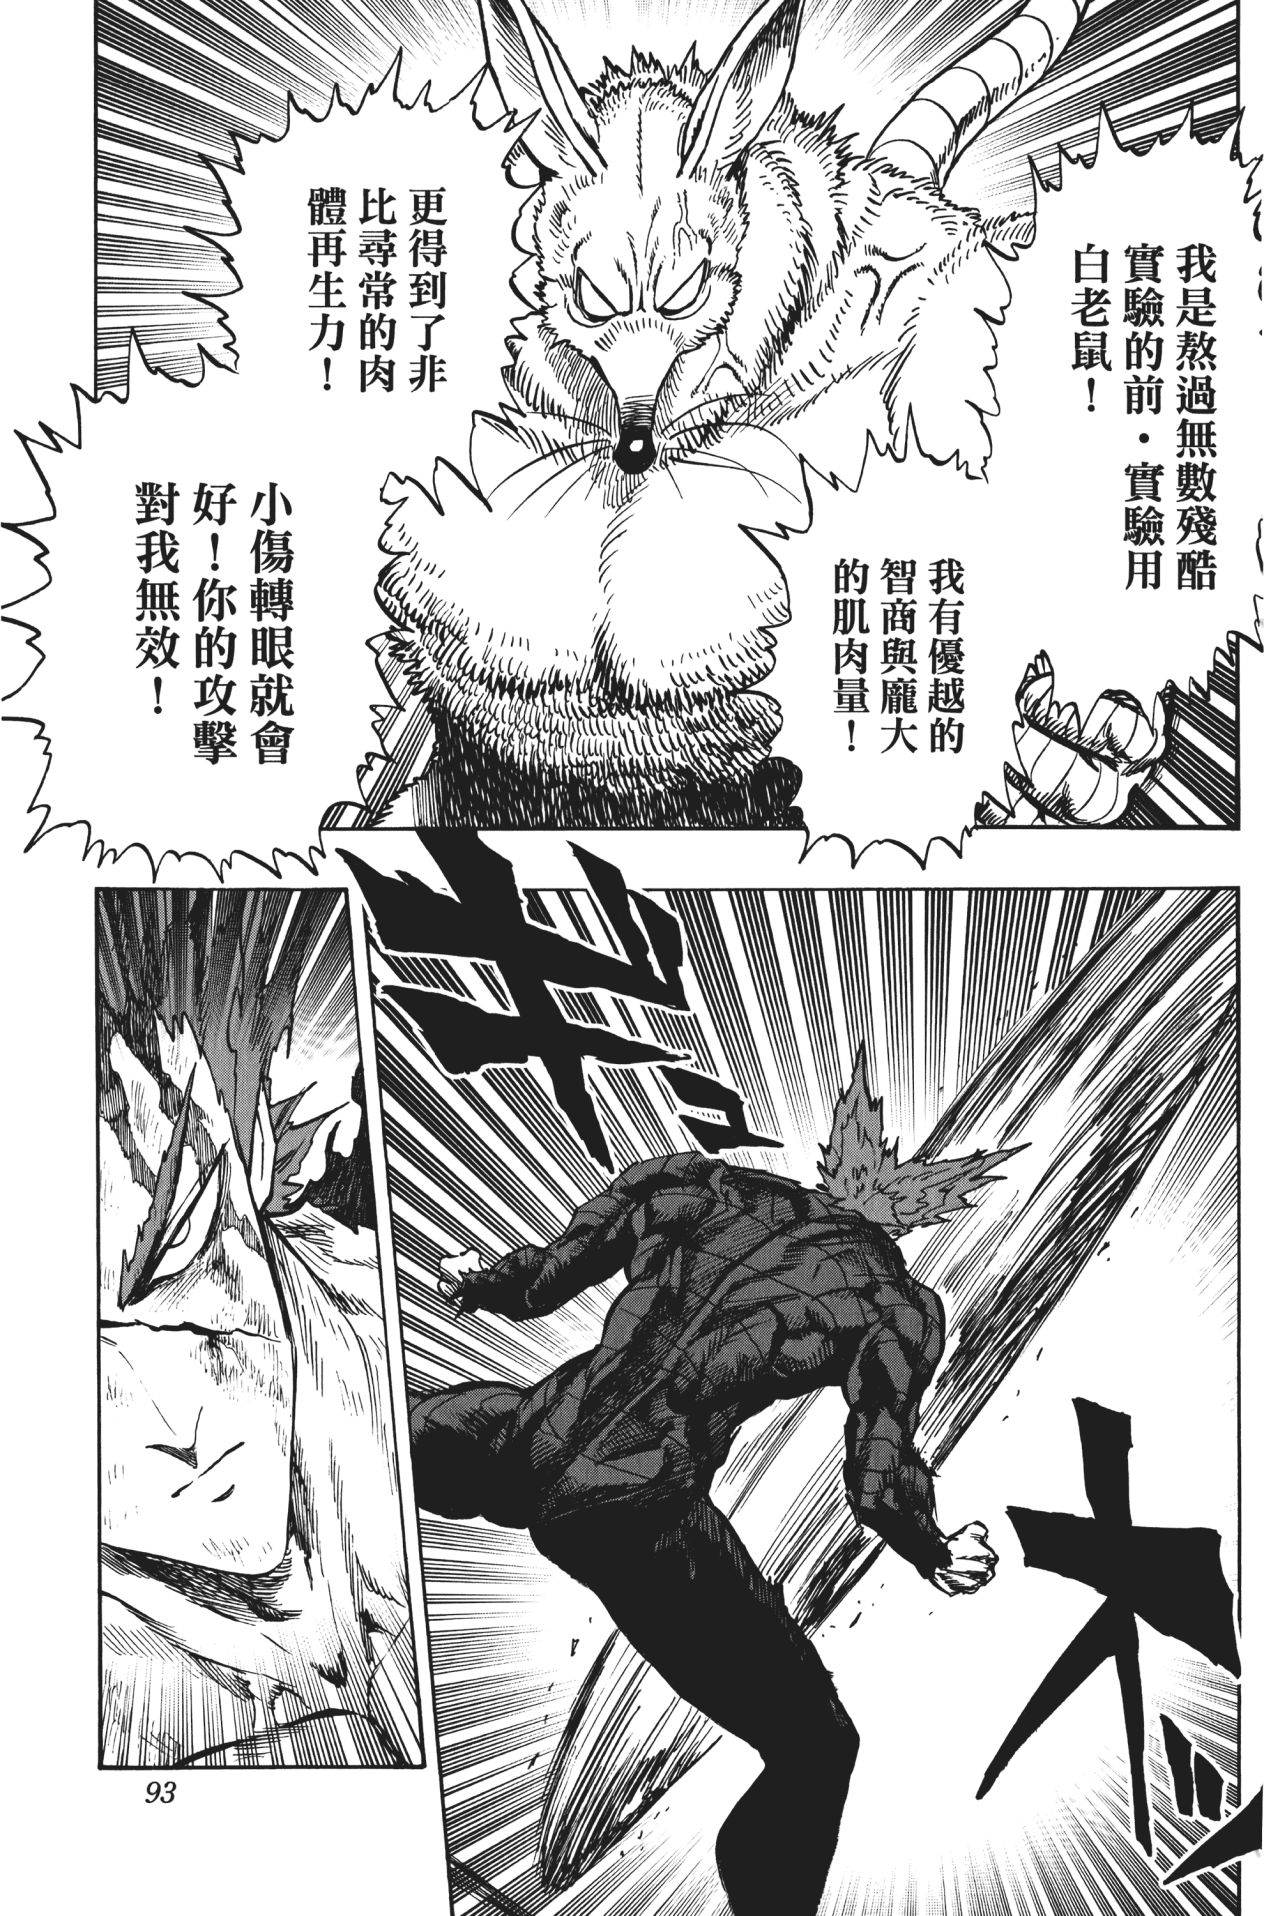 我是熬過無數殘酷
實驗的前・實驗用
白老鼠！
我有優越的
智商與龐大
的肌肉量！
更得到了非
比尋常的肉
體再生力！
小傷轉眼就會
好！你的攻擊
對我無效！
93